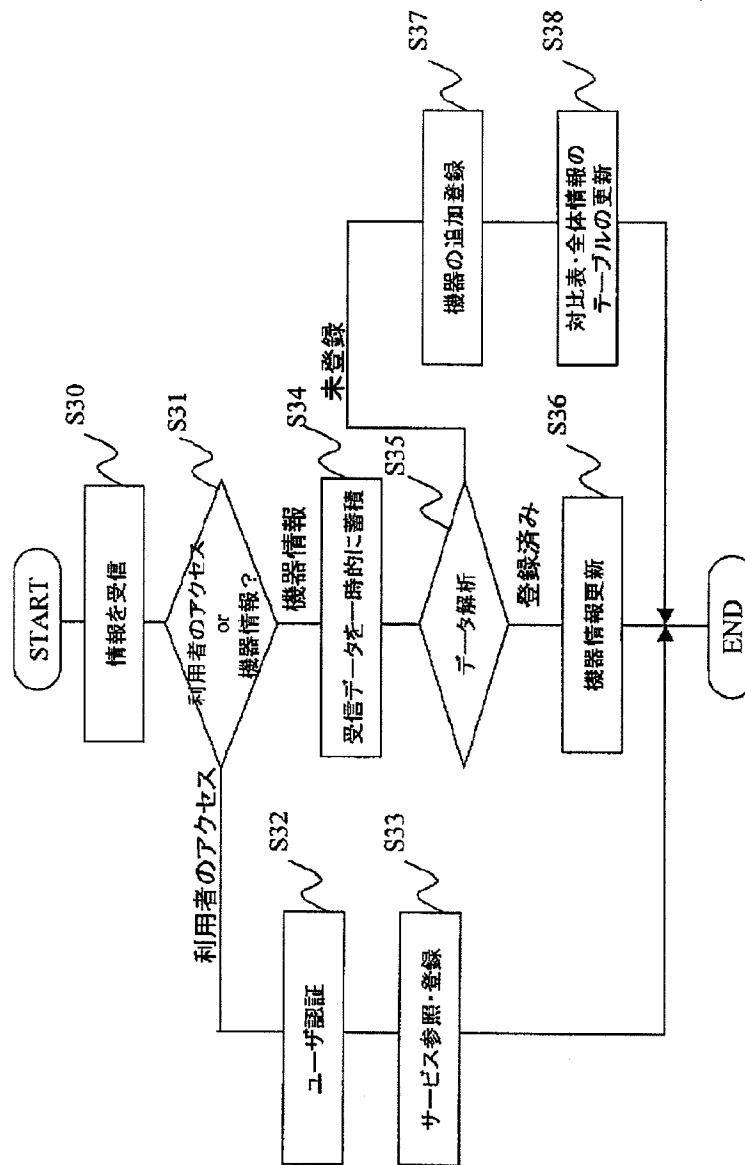 START
情報を受信
S30
利用者のアクセス
or
機器情報？
S31
利用者のアクセス
機器情報
ユーザ認証
S32
サービス参照・登録
S33
受信データを一時的に蓄積
S34
データ解析
S35
登録済み
未登録
機器情報更新
S36
機器の追加登録
S37
対比表・全体情報の
テーブルの更新
S38
END